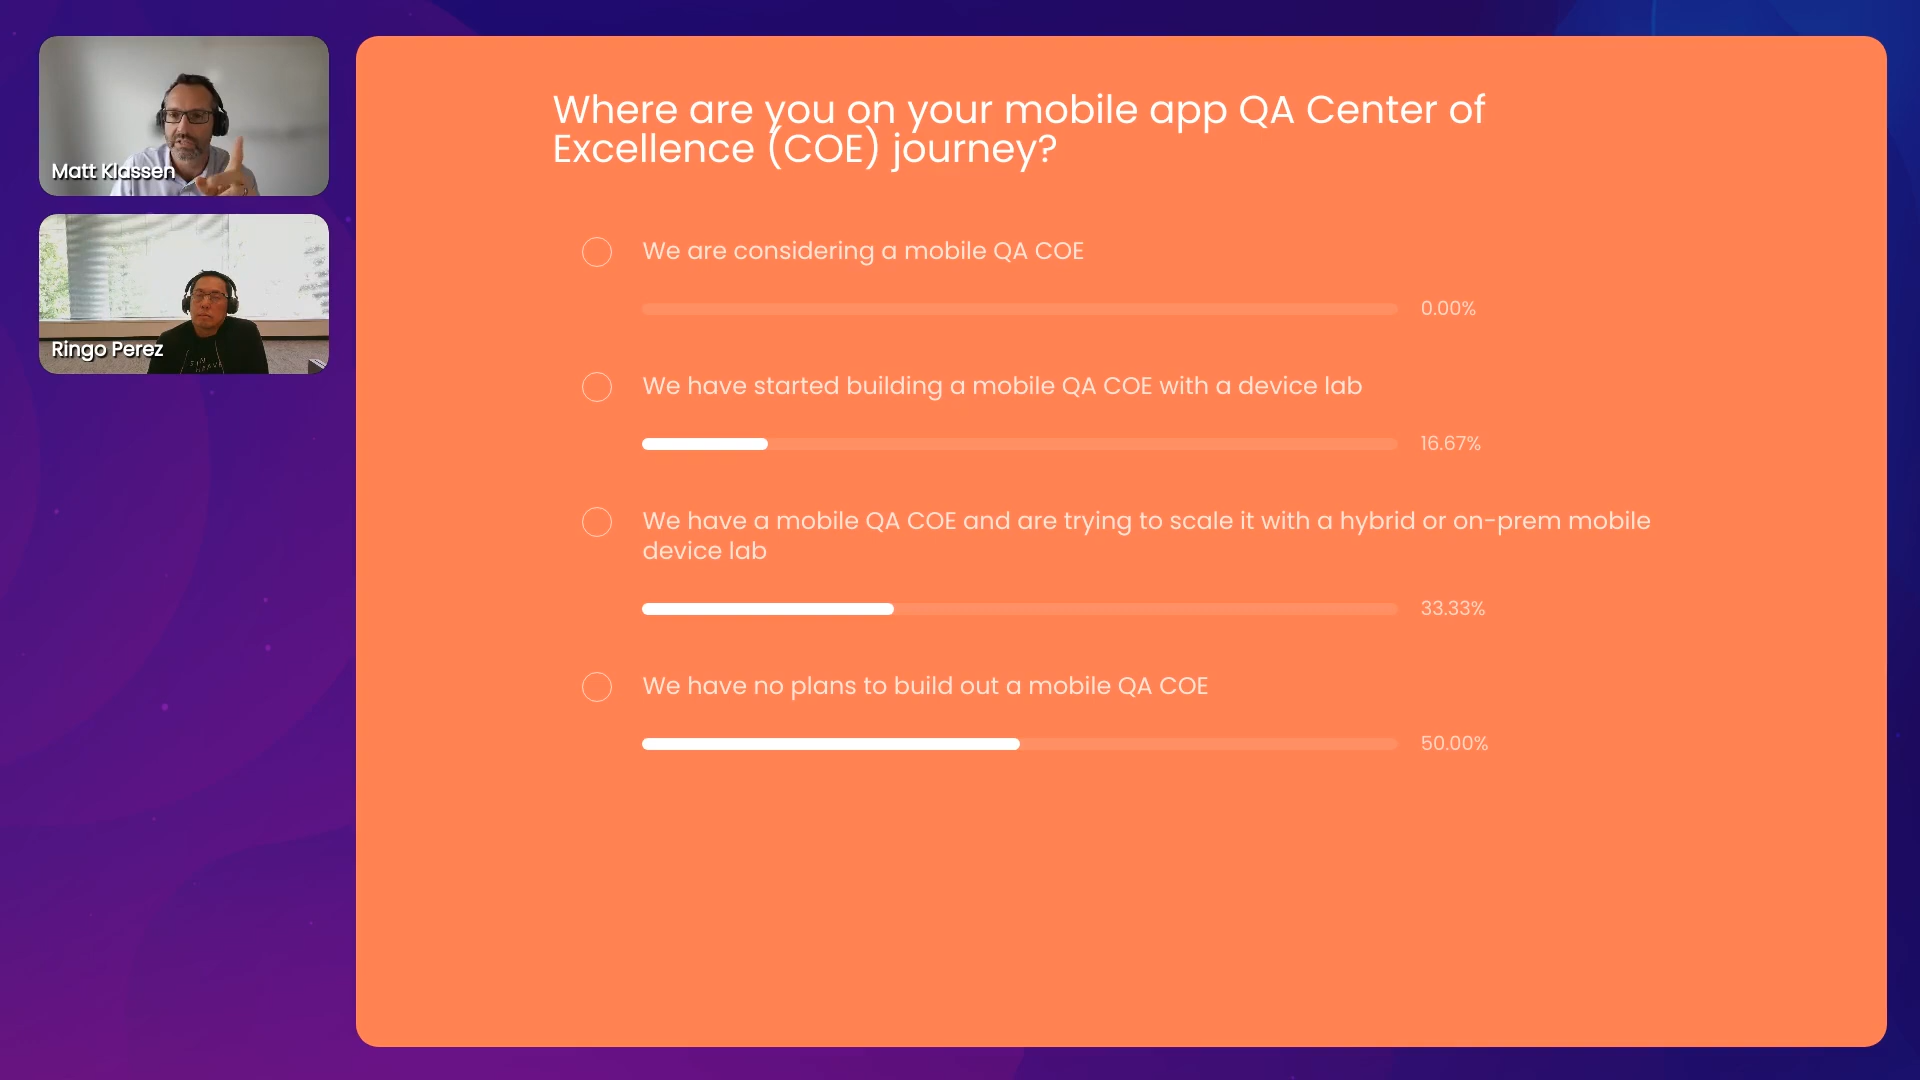 Matt Klassen
Ringo Perez
Where are you on your mobile app QA Center of
Excellence (COE) journey?
We are considering a mobile QA COE
0.00%
We have started building a mobile QA COE with a device lab
16.67%
We have a mobile QA COE and are trying to scale it with a hybrid or on-prem mobile
device lab
33.33%
We have no plans to build out a mobile QA COE
50.00%